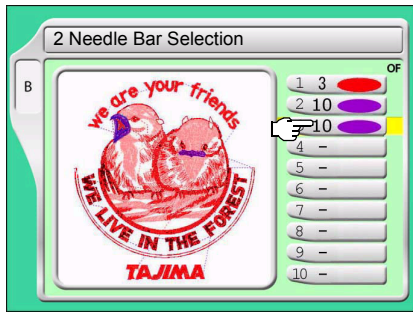 2 Needle Bar Selection
B
OF
we are your friends
WE LIVE IN THE FOREST
TAJIMA
1 3
2 10
10
4 -
5 -
6 -
7 -
8 -
9 -
10 -